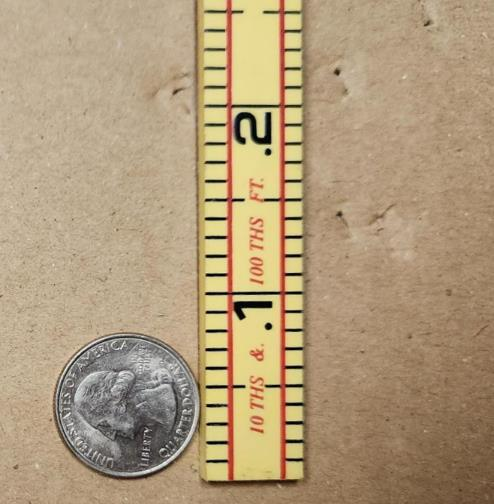 .2
10 THS &. 100 THS FT.
.1
UNITED STATES OF AMERICA
LIBERTY
QUARTER DOLLAR